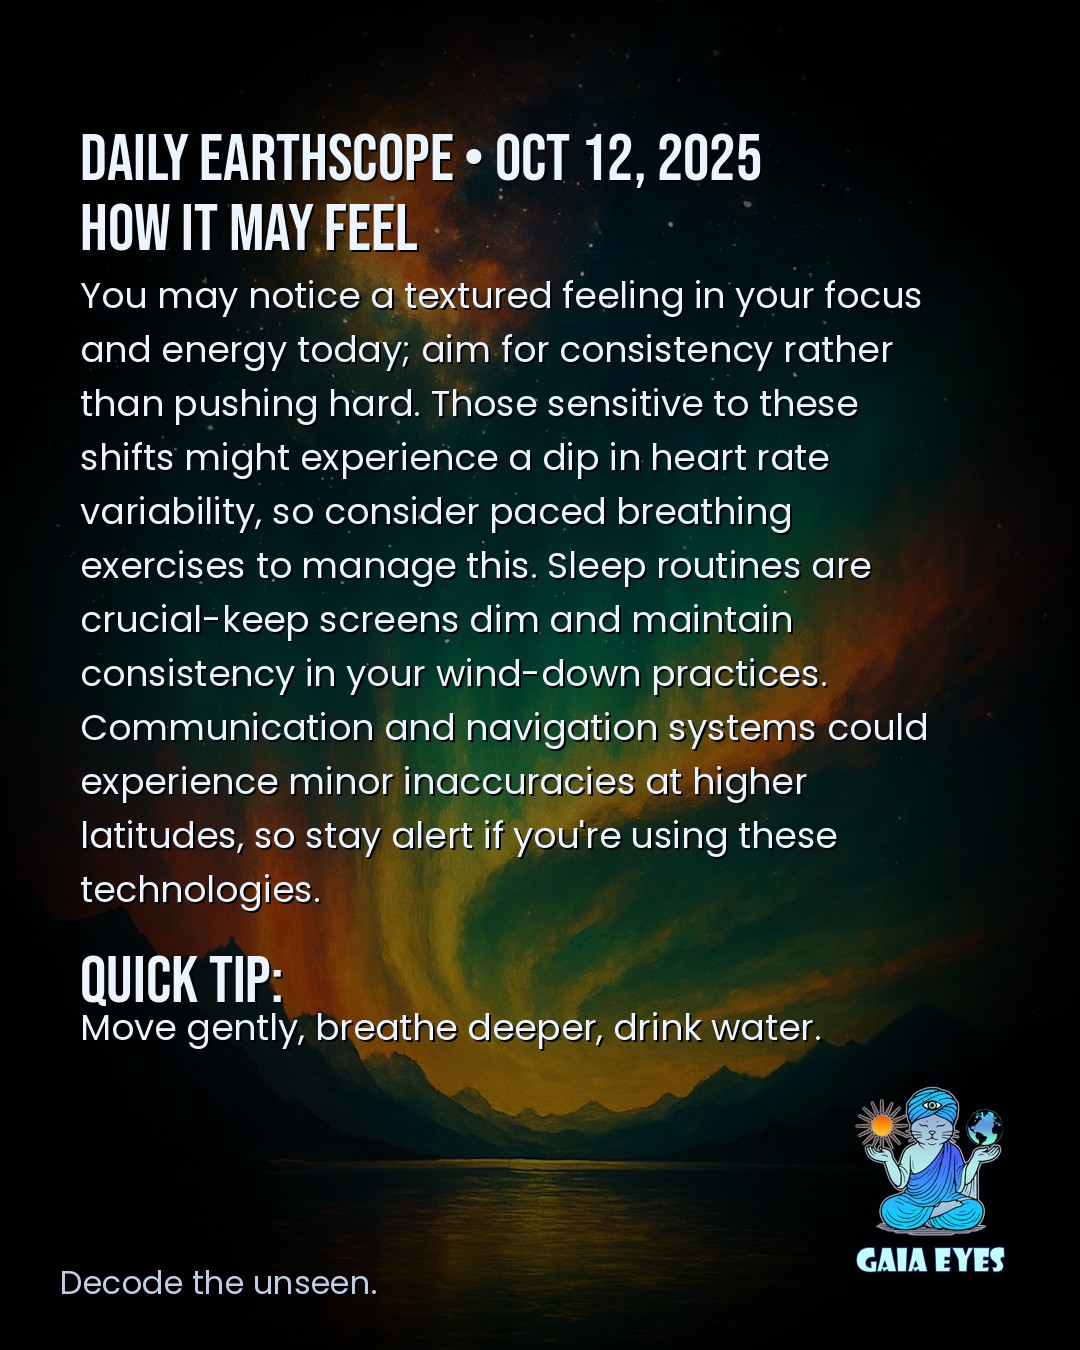 DAILY EARTHSCOPE • OCT 12, 2025
HOW IT MAY FEEL
You may notice a textured feeling in your focus
and energy today; aim for consistency rather
than pushing hard. Those sensitive to these
shifts might experience a dip in heart rate
variability, so consider paced breathing
exercises to manage this. Sleep routines are
crucial-keep screens dim and maintain
consistency in your wind-down practices.
Communication and navigation systems could
experience minor inaccuracies at higher
latitudes, so stay alert if you're using these
technologies.
QUICK TIP:
Move gently, breathe deeper, drink water.
GAIA EYES
Decode the unseen.